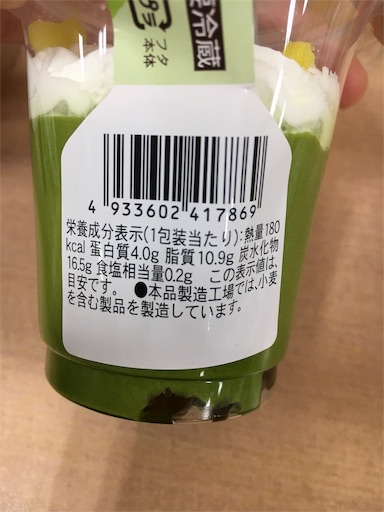 要冷蔵
プラ
フタ
本体
4 933602 417869
栄養成分表示(1包装当たり):熱量180
kcal 蛋白質4.0g 脂質10.9g 炭水化物
16.5g 食塩相当量0.2g この表示値は、
目安です。 ●本品製造工場では、小麦
を含む製品を製造しています。